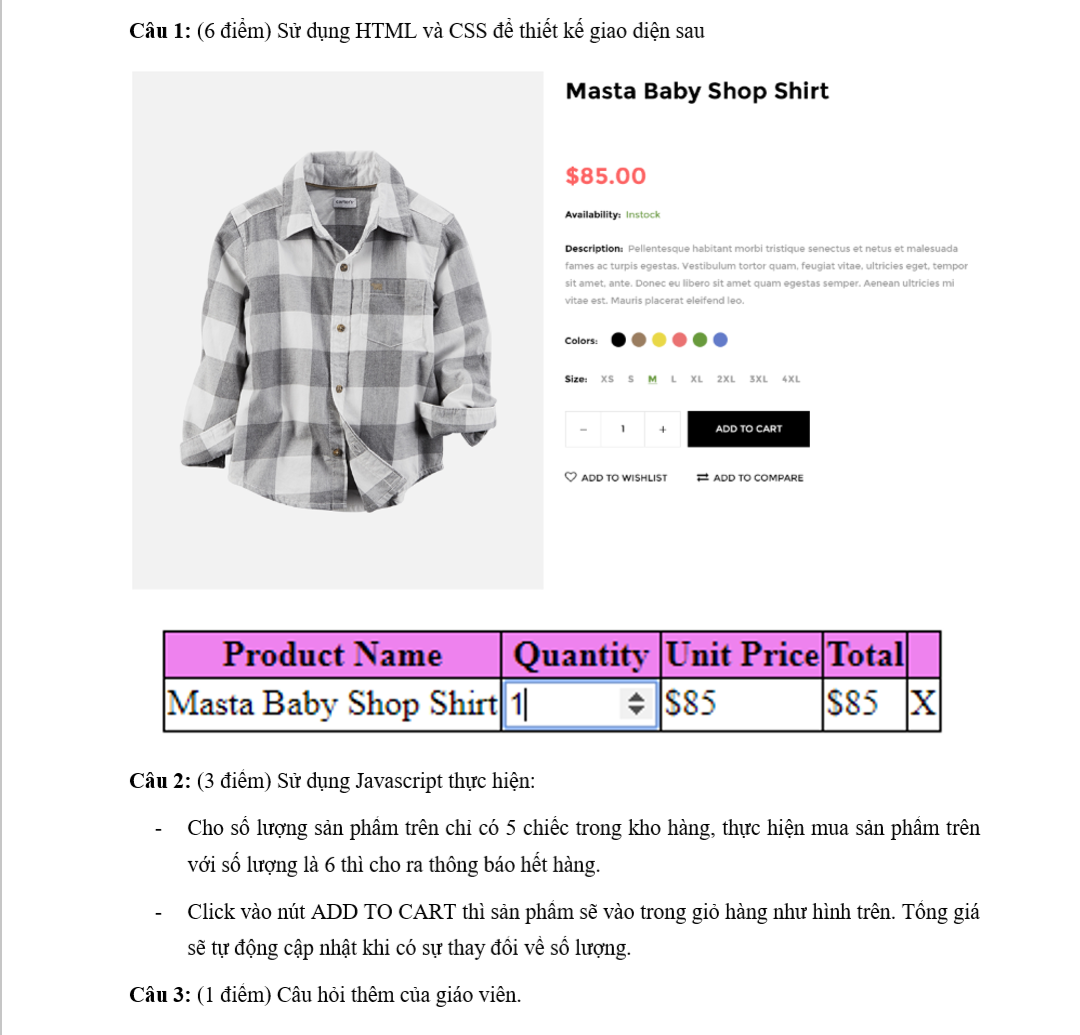 Câu 1: (6 điểm) Sử dụng HTML và CSS để thiết kế giao diện sau
Masta Baby Shop Shirt
$85.00
Availability: Instock
Description: Pellentesque habitant morbi tristique senectus et netus et malesuada
fames ac turpis egestas. Vestibulum tortor quam, feugiat vitae, ultricies eget, tempor
sit amet, ante. Donec eu libero sit amet quam egestas semper. Aenean ultricies mi
vitae est. Mauris placerat eleifend leo.
Colors:
Size: XS S M L XL 2XL 3XL 4XL
− 1 + ADD TO CART
ADD TO WISHLIST ADD TO COMPARE
Product Name Quantity Unit Price Total
Masta Baby Shop Shirt 1 $85 $85 X
Câu 2: (3 điểm) Sử dụng Javascript thực hiện:
- Cho số lượng sản phẩm trên chỉ có 5 chiếc trong kho hàng, thực hiện mua sản phẩm trên
với số lượng là 6 thì cho ra thông báo hết hàng.
- Click vào nút ADD TO CART thì sản phẩm sẽ vào trong giỏ hàng như hình trên. Tổng giá
sẽ tự động cập nhật khi có sự thay đổi về số lượng.
Câu 3: (1 điểm) Câu hỏi thêm của giáo viên.